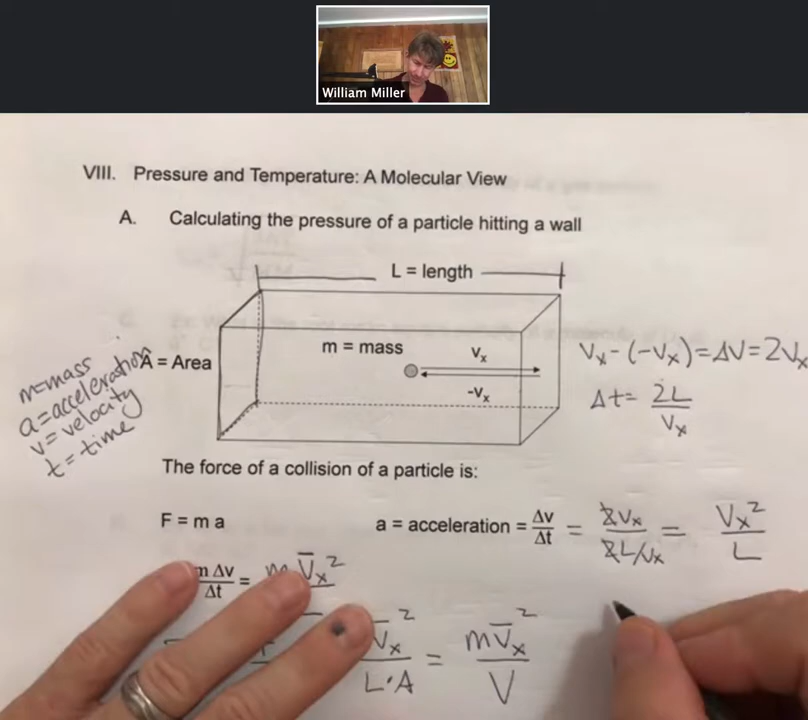 William Miller
VIII. Pressure and Temperature: A Molecular View
A. Calculating the pressure of a particle hitting a wall
L = length
m = mass
Vx
-Vx
A = Area
m=mass
a=acceleration
v=velocity
t=time
Vx-(-Vx)=ΔV=2Vx
Δt= 2L/Vx
The force of a collision of a particle is:
F = m a
a = acceleration = Δv/Δt = 2Vx/2L/Vx = Vx²/L
m Δv/Δt = m V̅x²
V̅x²/L·A = mV̅x²/V